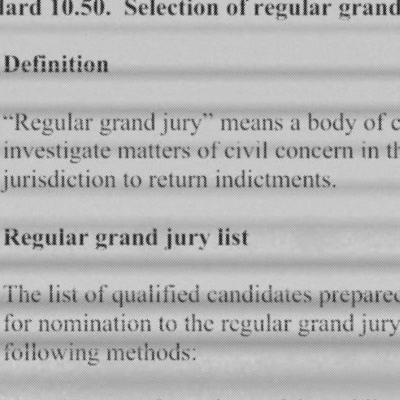 lard 10.50. Selection of regular grand
Definition
“Regular grand jury” means a body of c
investigate matters of civil concern in th
jurisdiction to return indictments.
Regular grand jury list
The list of qualified candidates prepared
for nomination to the regular grand jury
following methods: